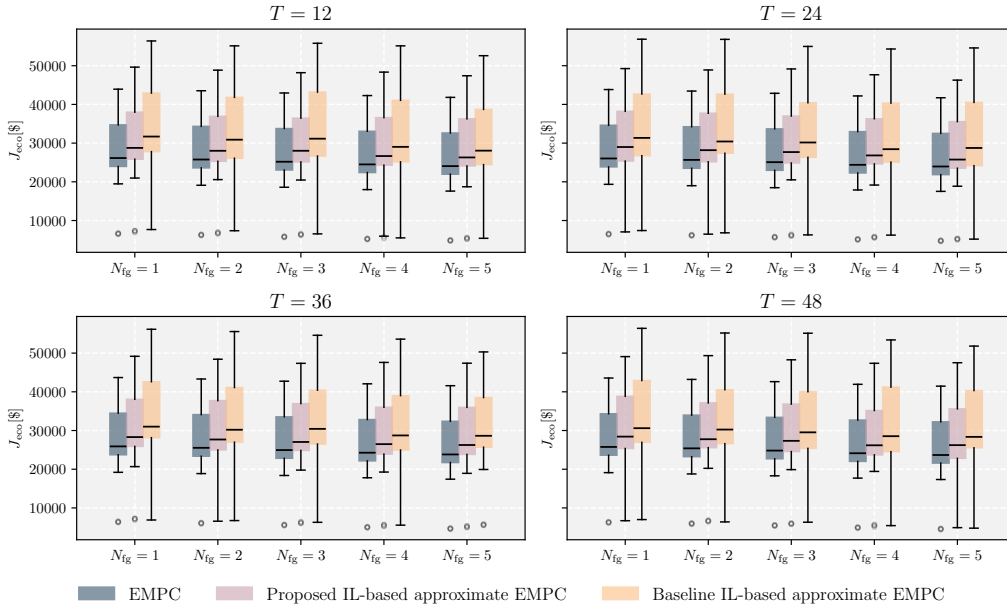 T = 12
T = 24
J_eco[$]
50000
40000
30000
20000
10000
N_fg = 1
N_fg = 2
N_fg = 3
N_fg = 4
N_fg = 5
N_fg = 1
N_fg = 2
N_fg = 3
N_fg = 4
N_fg = 5
J_eco[$]
T = 36
T = 48
J_eco[$]
50000
40000
30000
20000
10000
N_fg = 1
N_fg = 2
N_fg = 3
N_fg = 4
N_fg = 5
N_fg = 1
N_fg = 2
N_fg = 3
N_fg = 4
N_fg = 5
J_eco[$]
EMPC
Proposed IL-based approximate EMPC
Baseline IL-based approximate EMPC